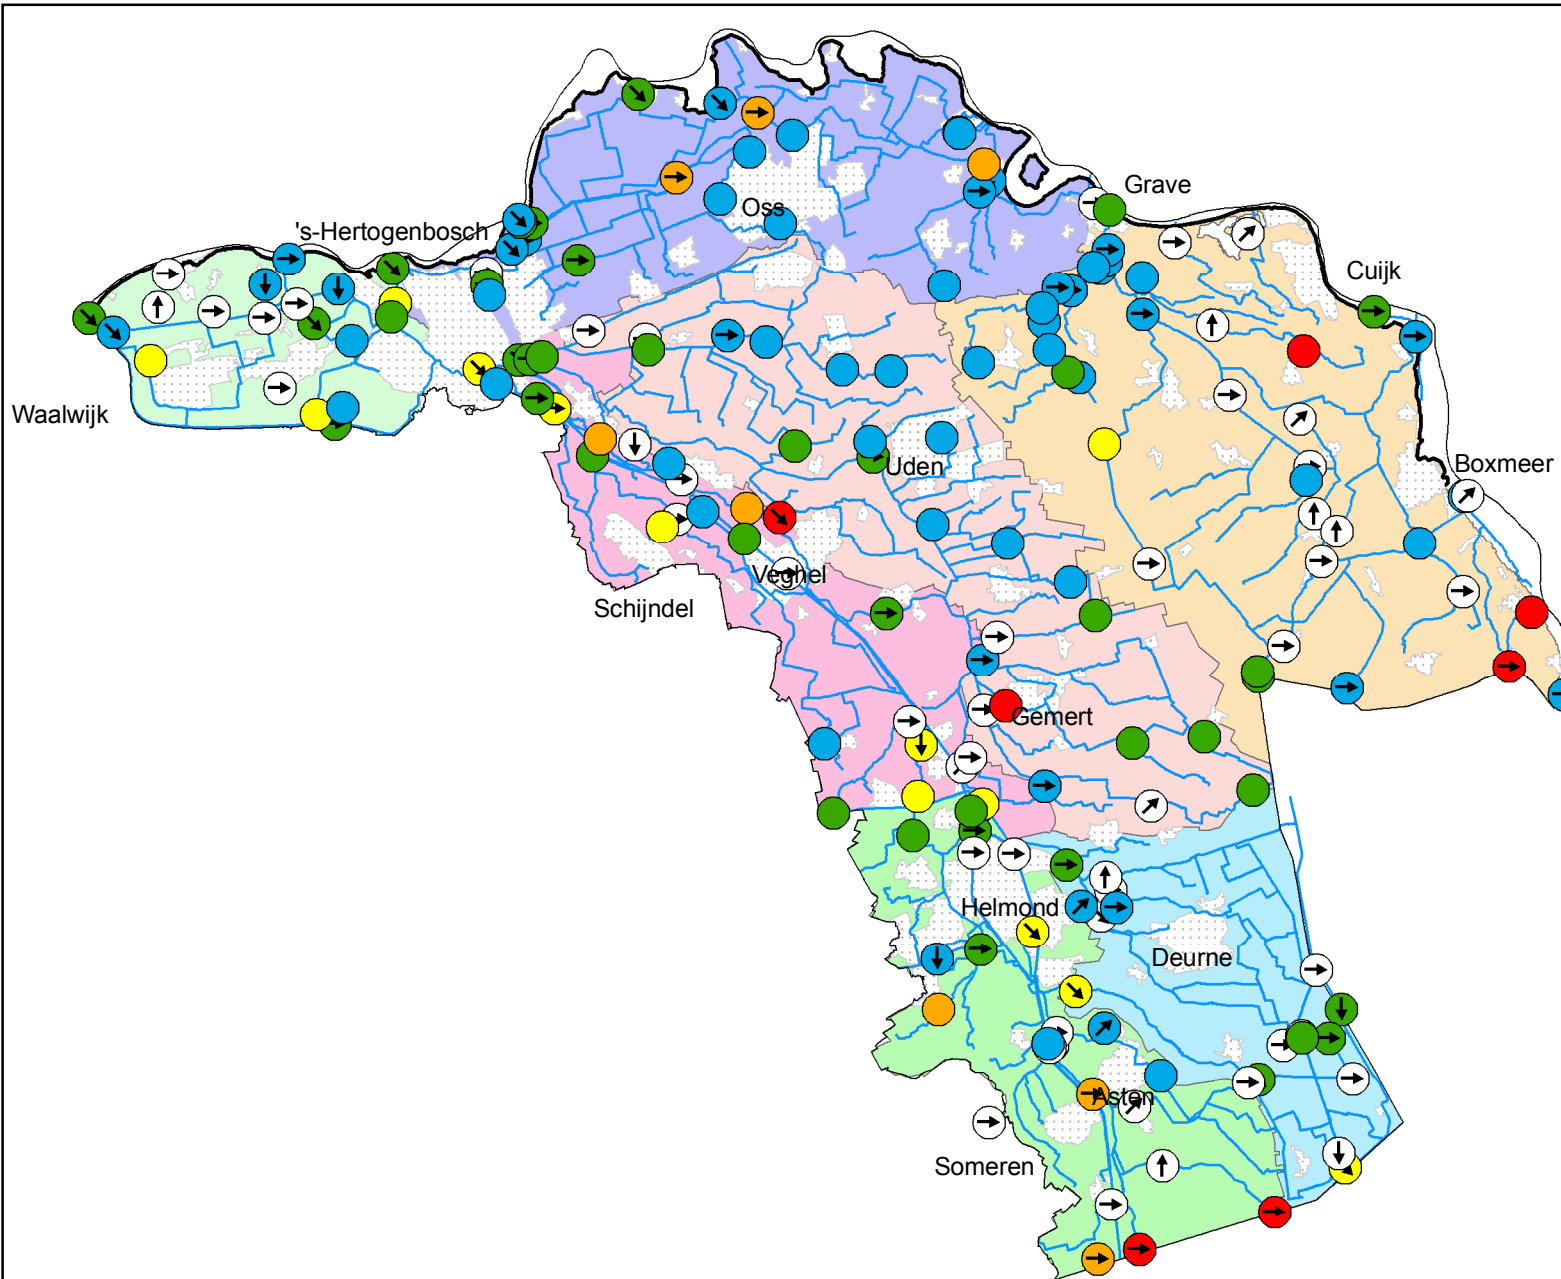 Grave
Oss
's-Hertogenbosch
Cuijk
Waalwijk
Boxmeer
Uden
Veghel
Schijndel
Gemert
Helmond
Deurne
Asten
Someren